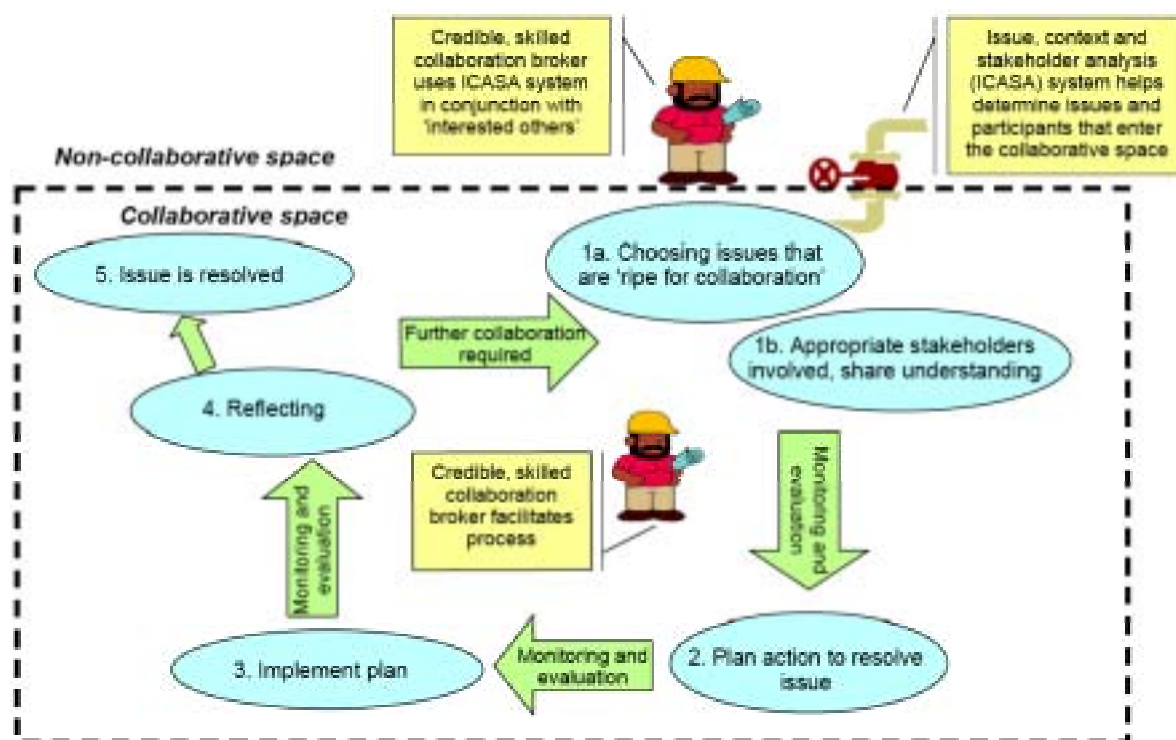 Credible, skilled
collaboration broker
uses ICASA system
in conjunction with
'interested others'
Issue, context and
stakeholder analysis
(ICASA) system helps
determine issues and
participants that enter
the collaborative space
Non-collaborative space
Collaborative space
5. Issue is resolved
1a. Choosing issues that
are 'ripe for collaboration'
Further collaboration
required
1b. Appropriate stakeholders
involved, share understanding
4. Reflecting
Credible, skilled
collaboration
broker facilitates
process
Monitoring and
evaluation
Monitoring and
evaluation
3. Implement plan
Monitoring and
evaluation
2. Plan action to resolve
issue